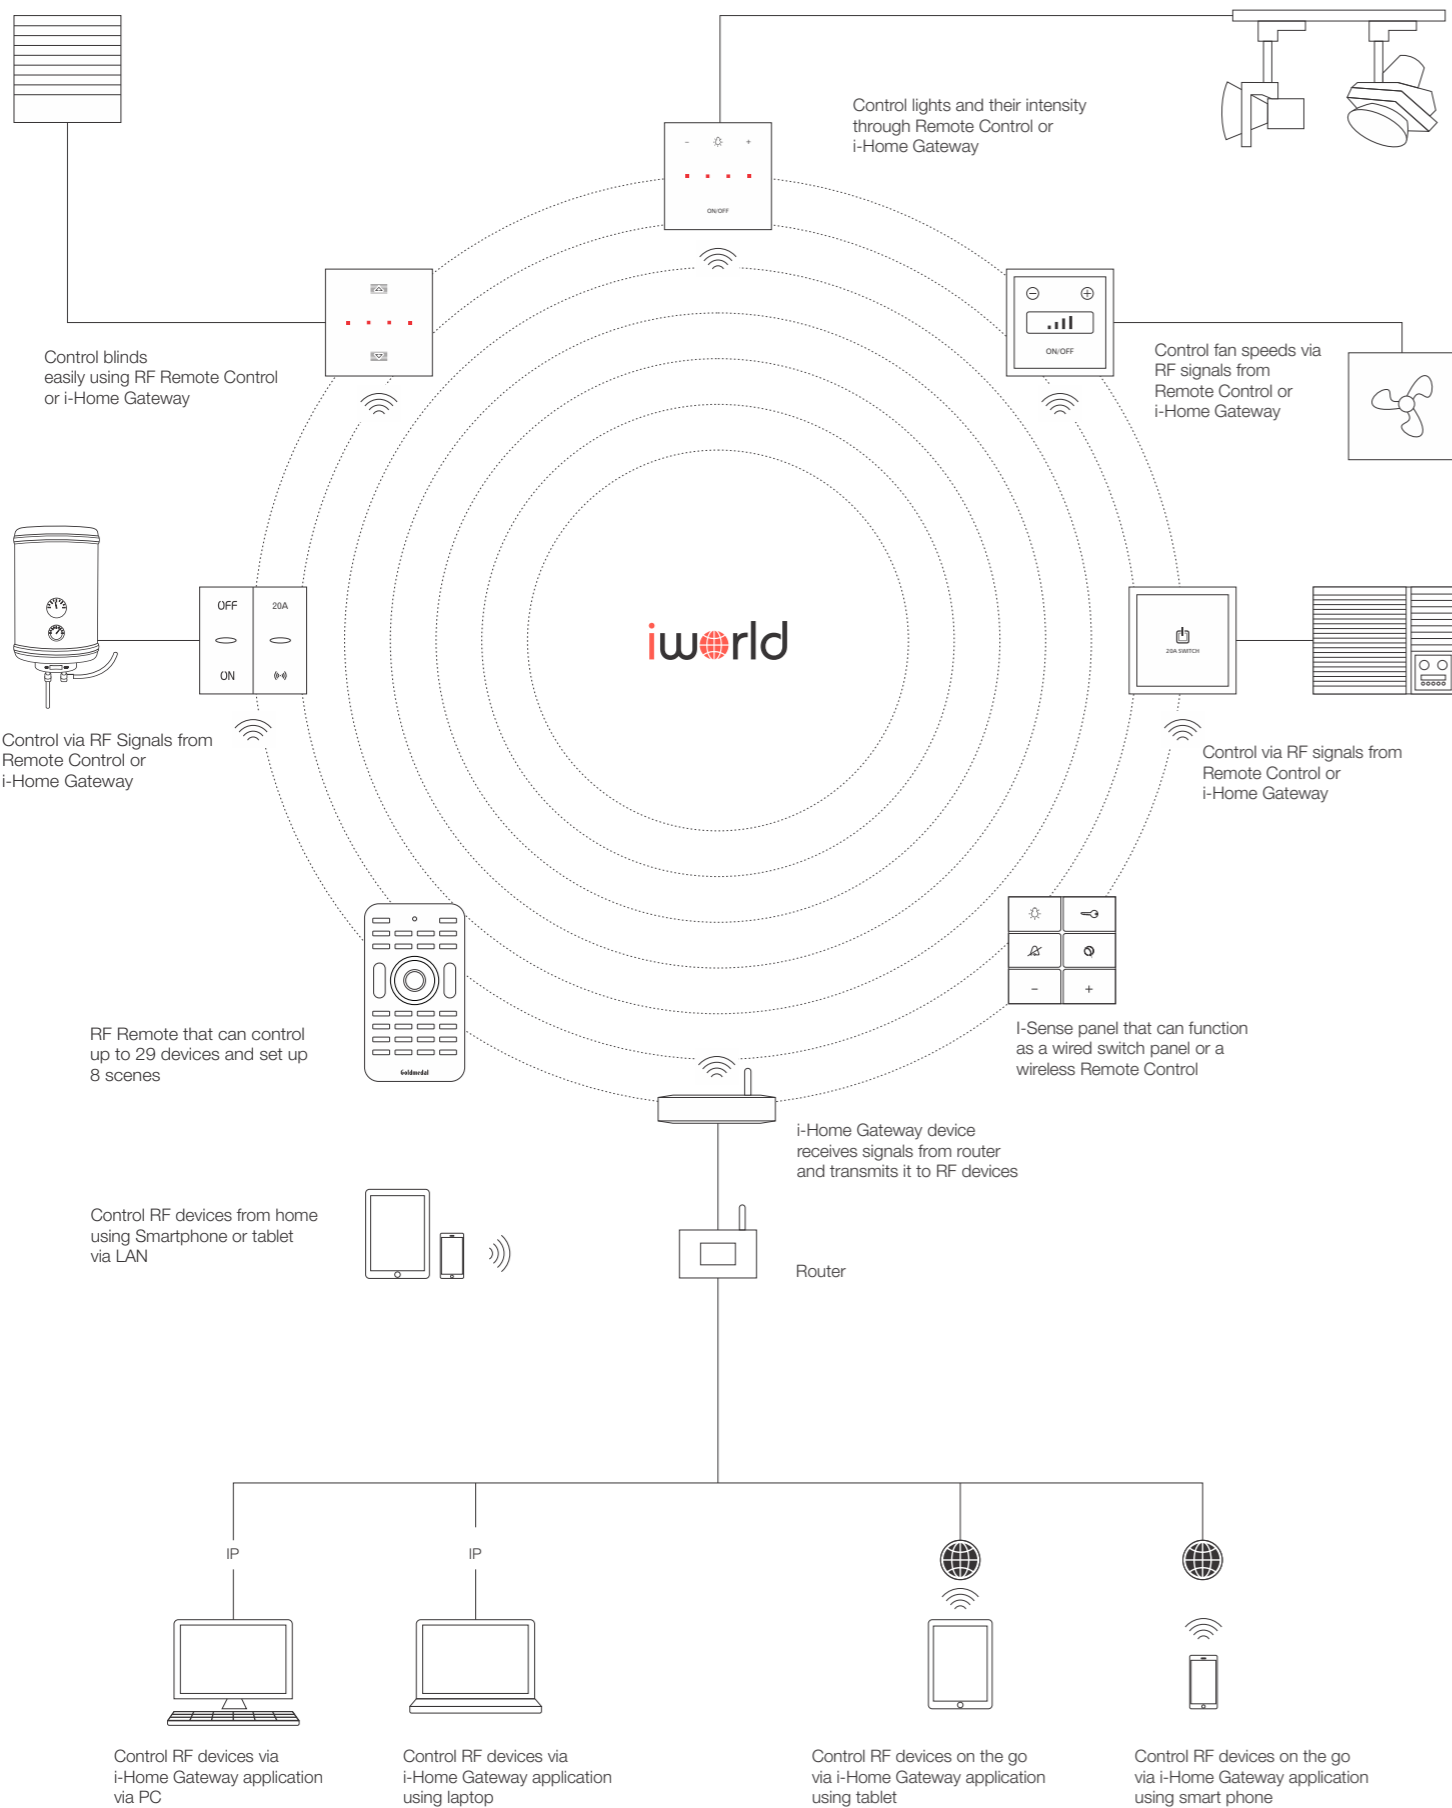 Control lights and their intensity
through Remote Control or
i-Home Gateway
- +
ON/OFF
Control blinds
easily using RF Remote Control
or i-Home Gateway
ON/OFF
Control fan speeds via
RF signals from
Remote Control or
i-Home Gateway
OFF 20A
ON
iworld
20A SWITCH
Control via RF Signals from
Remote Control or
i-Home Gateway
Control via RF signals from
Remote Control or
i-Home Gateway
- +
RF Remote that can control
up to 29 devices and set up
8 scenes
Goldmedal
I-Sense panel that can function
as a wired switch panel or a
wireless Remote Control
i-Home Gateway device
receives signals from router
and transmits it to RF devices
Control RF devices from home
using Smartphone or tablet
via LAN
Router
IP
IP
Control RF devices via
i-Home Gateway application
via PC
Control RF devices via
i-Home Gateway application
using laptop
Control RF devices on the go
via i-Home Gateway application
using tablet
Control RF devices on the go
via i-Home Gateway application
using smart phone